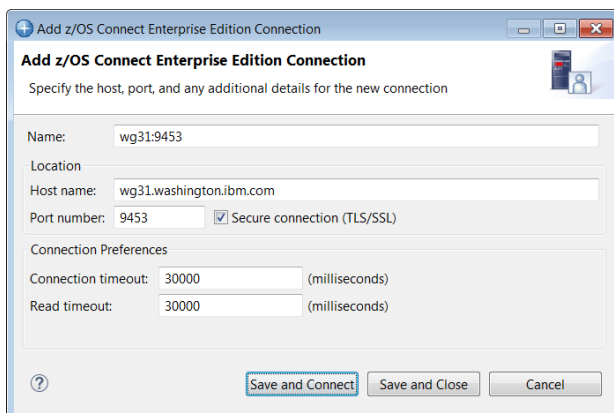 Add z/OS Connect Enterprise Edition Connection
Add z/OS Connect Enterprise Edition Connection
Specify the host, port, and any additional details for the new connection
Name: wg31:9453
Location
Host name: wg31.washington.ibm.com
Port number: 9453 Secure connection (TLS/SSL)
Connection Preferences
Connection timeout: 30000 (milliseconds)
Read timeout: 30000 (milliseconds)
? Save and Connect Save and Close Cancel